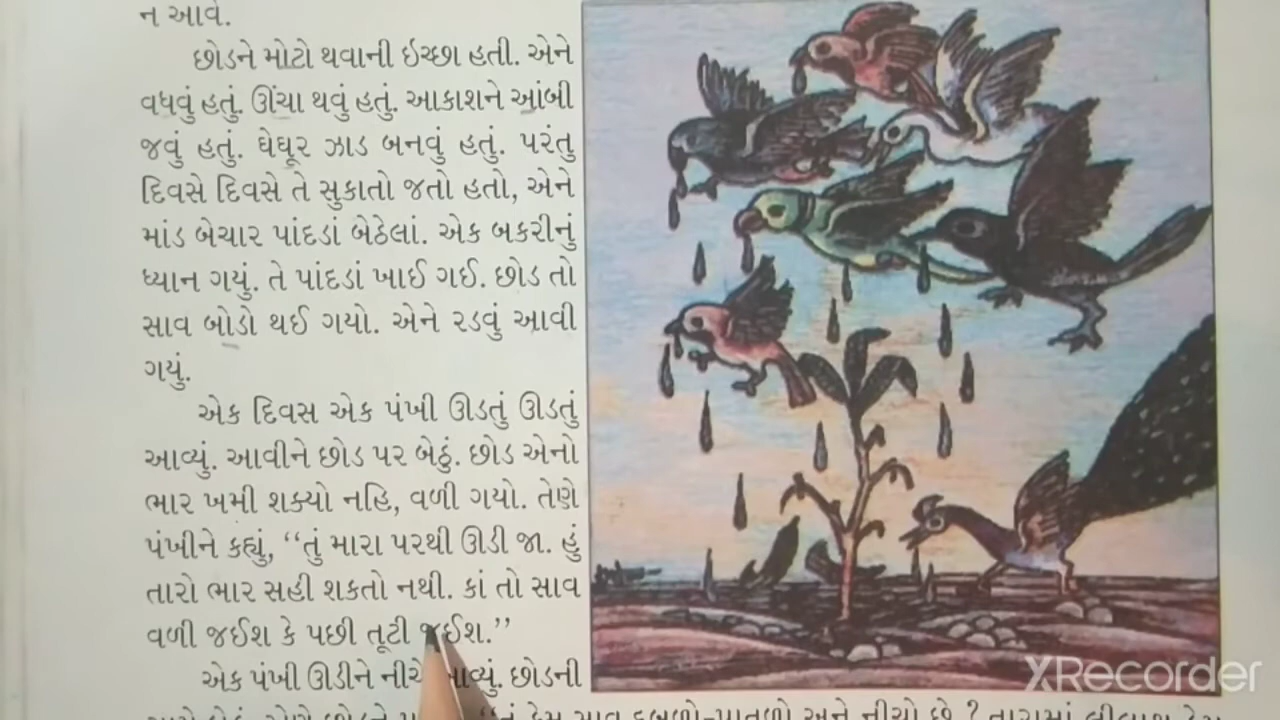 ન આવે.
છોડને મોટો થવાની ઇચ્છા હતી. એને
વધવું હતું. ઊંચા થવું હતું. આકાશને આંબી
જવું હતું. ઘેઘૂર ઝાડ બનવું હતું. પરંતુ
દિવસે દિવસે તે સુકાતો જતો હતો, એને
માંડ બેચાર પાંદડાં બેઠેલાં. એક બકરીનું
ધ્યાન ગયું. તે પાંદડાં ખાઈ ગઈ. છોડ તો
સાવ બોડો થઈ ગયો. એને રડવું આવી
ગયું.
એક દિવસ એક પંખી ઊડતું ઊડતું
આવ્યું. આવીને છોડ પર બેઠું. છોડ એનો
ભાર ખમી શક્યો નહિ, વળી ગયો. તેણે
પંખીને કહ્યું, ‘‘તું મારા પરથી ઊડી જા. હું
તારો ભાર સહી શકતો નથી. કાં તો સાવ
વળી જઈશ કે પછી તૂટી જઈશ.’’
એક પંખી ઊડીને નીચે આવ્યું. છોડની
‘‘તું કેમ સાવ દુબળો-પાતળો અને નીચો છે ? તારામાં
XRecorder